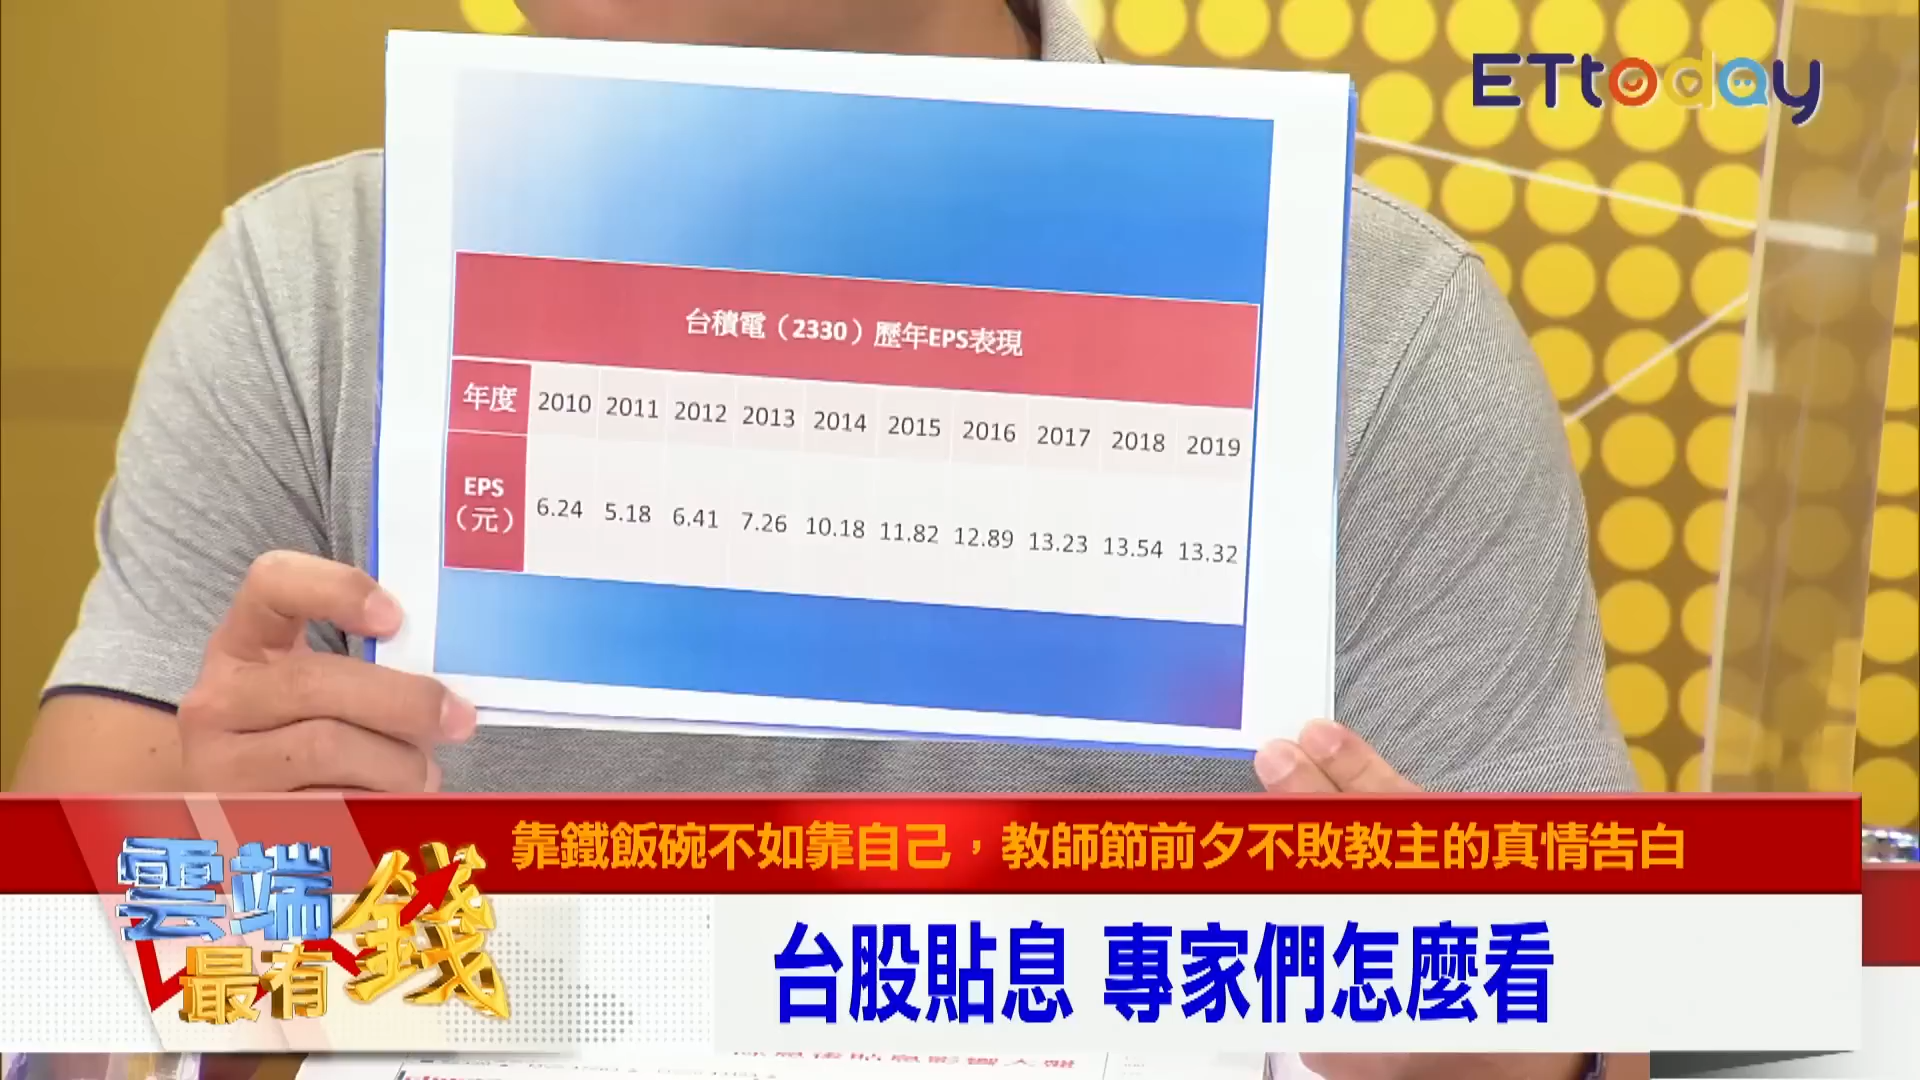 ETtoday
台積電（2330）歷年EPS表現
年度 2010 2011 2012 2013 2014 2015 2016 2017 2018 2019
EPS（元） 6.24 5.18 6.41 7.26 10.18 11.82 12.89 13.23 13.54 13.32
靠鐵飯碗不如靠自己，教師節前夕不敗教主的真情告白
雲端最有錢
台股貼息 專家們怎麼看